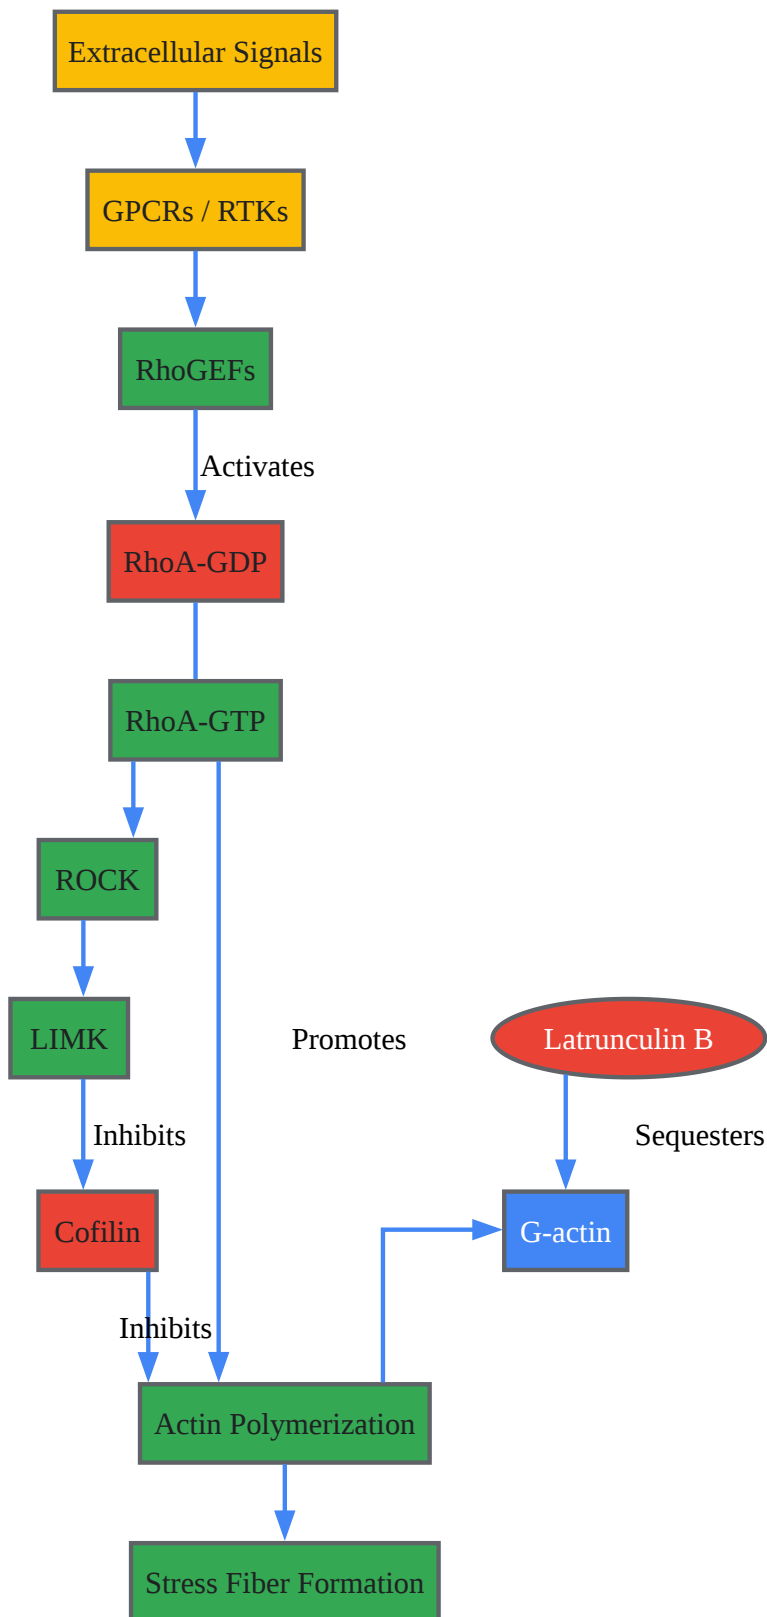 Extracellular Signals
GPCRs / RTKs
RhoGEFs
Activates
RhoA-GDP
RhoA-GTP
ROCK
LIMK
Promotes
Latrunculin B
Inhibits
Sequesters
Cofilin
G-actin
Inhibits
Actin Polymerization
Stress Fiber Formation